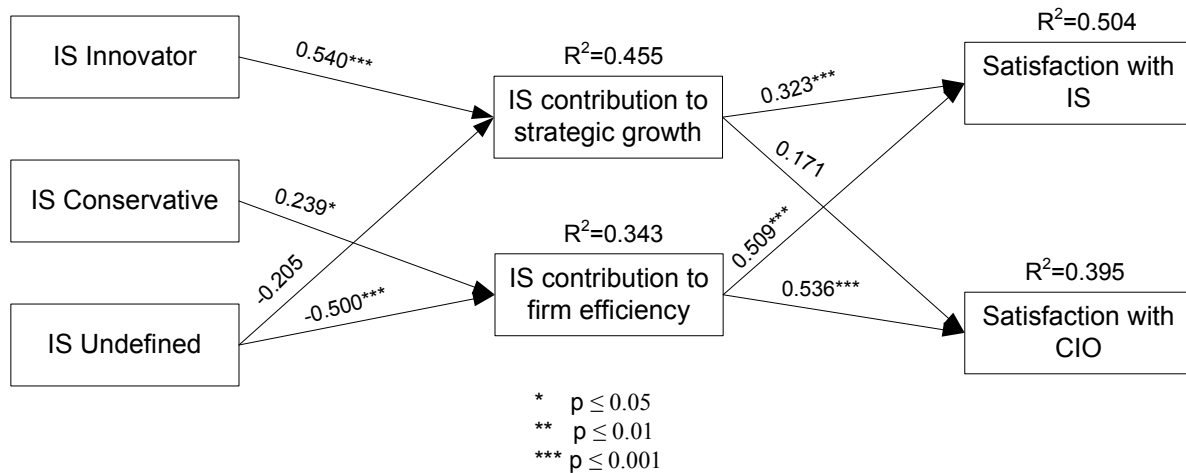 R²=0.504
IS Innovator
0.540***
R²=0.455
Satisfaction with
IS
IS contribution to
strategic growth
0.323***
0.171
IS Conservative
0.239*
R²=0.343
0.509***
-0.205
IS contribution to
firm efficiency
R²=0.395
0.536***
-0.500***
IS Undefined
Satisfaction with
CIO
* p ≤ 0.05
** p ≤ 0.01
*** p ≤ 0.001